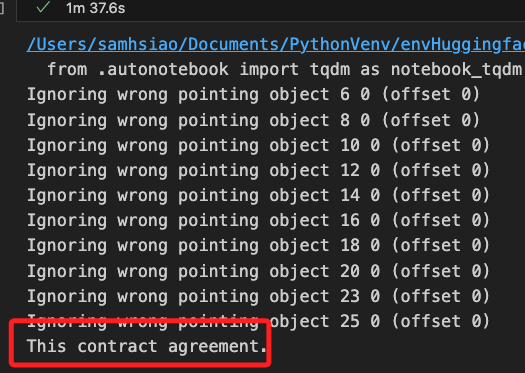 1m 37.6s
/Users/samhsiao/Documents/PythonVenv/envHuggingfac
from .autonotebook import tqdm as notebook_tqdm
Ignoring wrong pointing object 6 0 (offset 0)
Ignoring wrong pointing object 8 0 (offset 0)
Ignoring wrong pointing object 10 0 (offset 0)
Ignoring wrong pointing object 12 0 (offset 0)
Ignoring wrong pointing object 14 0 (offset 0)
Ignoring wrong pointing object 16 0 (offset 0)
Ignoring wrong pointing object 18 0 (offset 0)
Ignoring wrong pointing object 20 0 (offset 0)
Ignoring wrong pointing object 23 0 (offset 0)
Ignoring wrong pointing object 25 0 (offset 0)
This contract agreement.